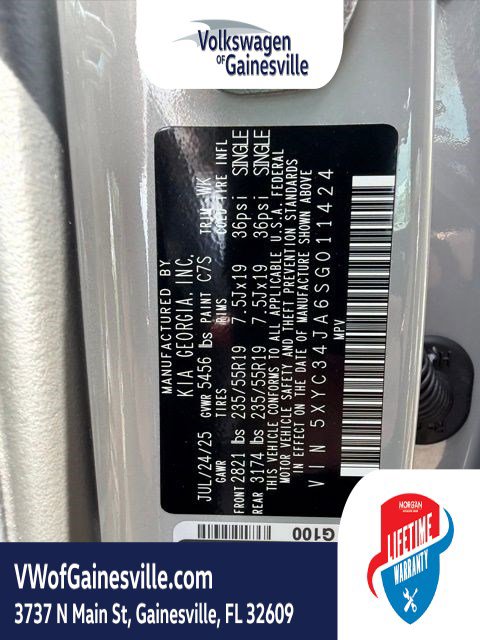 Volkswagen
OF Gainesville
MANUFACTURED BY
KIA GEORGIA, INC.
JUL/24/25 GVWR 5456 lbs PAINT C7S TRIM WK
GAWR TIRES RIMS COLD TIRE INFL
FRONT 2821 lbs 235/55R19 7.5Jx19 36psi SINGLE
REAR 3174 lbs 235/55R19 7.5Jx19 36psi SINGLE
THIS VEHICLE CONFORMS TO ALL APPLICABLE U.S.A. FEDERAL
MOTOR VEHICLE SAFETY AND THEFT PREVENTION STANDARDS
IN EFFECT ON THE DATE OF MANUFACTURE SHOWN ABOVE
VIN 5XYC34JA6SG011424
MPV
G100
MORGAN
LIFETIME
WARRANTY
VWofGainesville.com
3737 N Main St, Gainesville, FL 32609